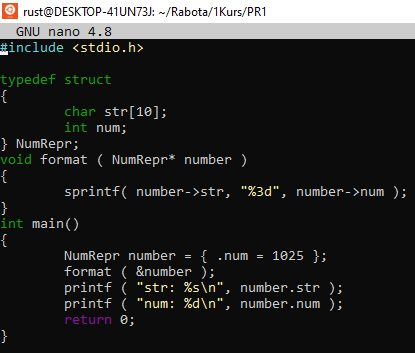 rust@DESKTOP-41UN73J: ~/Rabota/1Kurs/PR1
GNU nano 4.8
#include <stdio.h>
typedef struct
{
        char str[10];
        int num;
} NumRepr;
void format ( NumRepr* number )
{
        sprintf( number->str, "%3d", number->num );
}
int main()
{
        NumRepr number = { .num = 1025 };
        format ( &number );
        printf ( "str: %s\n", number.str );
        printf ( "num: %d\n", number.num );
        return 0;
}